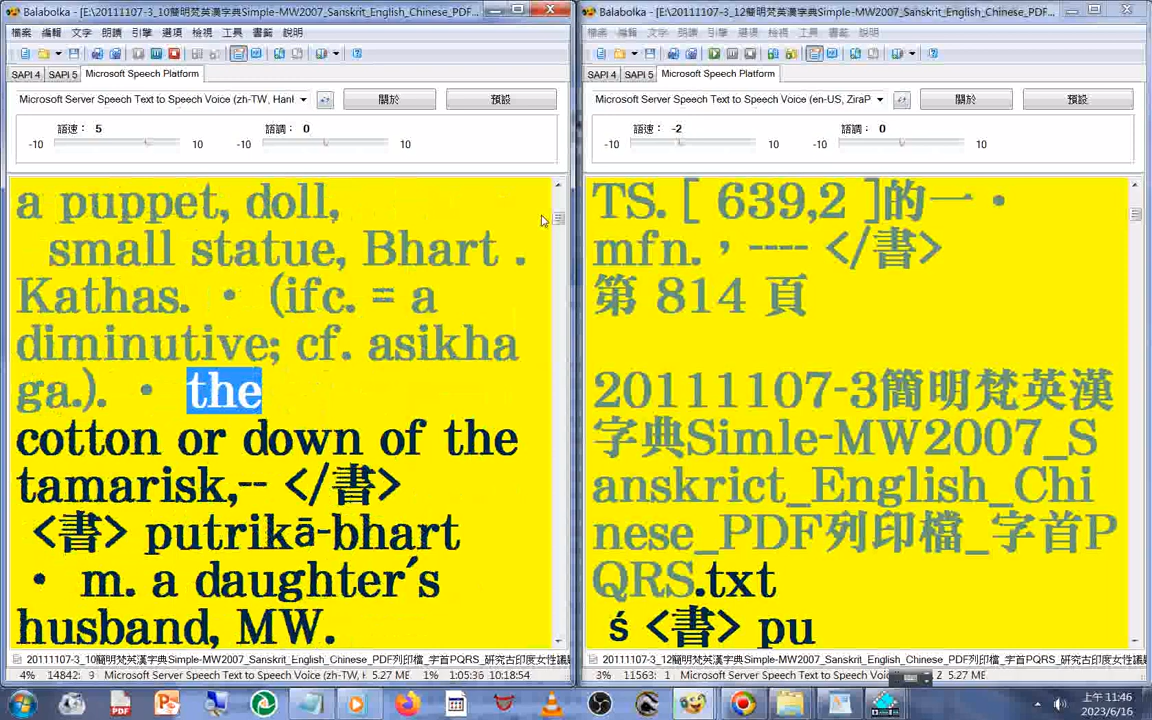 Balabolka - [E:\20111107-3_10簡明梵英漢字典Simple-MW2007_Sanskrit_English_Chinese_PDF...
檔案 編輯 文字 朗讀 引擎 選項 檢視 工具 書籤 說明
SAPI 4 SAPI 5 Microsoft Speech Platform
Microsoft Server Speech Text to Speech Voice (zh-TW, Hanl
關於 預設
語速： 5 語調： 0
-10 10 -10 10
a puppet, doll,
small statue, Bhart .
Kathas. • (ifc. = a
diminutive; cf. asikha
ga.). • the
cotton or down of the
tamarisk,-- </書>
<書> putrikā-bhart
• m. a daughter´s
husband, MW.
20111107-3_10簡明梵英漢字典Simple-MW2007_Sanskrit_English_Chinese_PDF列印檔_字首PQRS_研究古印度女性議
4% 14842: 9 Microsoft Server Speech Text to Speech Voice (zh-TW, H 5.27 MB 1% 1:05:36 10:18:54
Balabolka - [E:\20111107-3_12簡明梵英漢字典Simple-MW2007_Sanskrit_English_Chinese_PDF...
檔案 編輯 文字 朗讀 引擎 選項 檢視 工具 書籤 說明
SAPI 4 SAPI 5 Microsoft Speech Platform
Microsoft Server Speech Text to Speech Voice (en-US, ZiraP
關於 預設
語速： -2 語調： 0
-10 10 -10 10
TS. [ 639,2 ]的一•
mfn.，---- </書>
第 814 頁
20111107-3簡明梵英漢
字典Simle-MW2007_S
anskrict_English_Chi
nese_PDF列印檔_字首P
QRS.txt
ś <書> pu
20111107-3_12簡明梵英漢字典Simple-MW2007_Sanskrit_English_Chinese_PDF列印檔_字首PQRS_研究古印度女性議
3% 11563: 1 Microsoft Server Speech Text to Speech Voice 5.27 MB
上午 11:46
2023/6/16